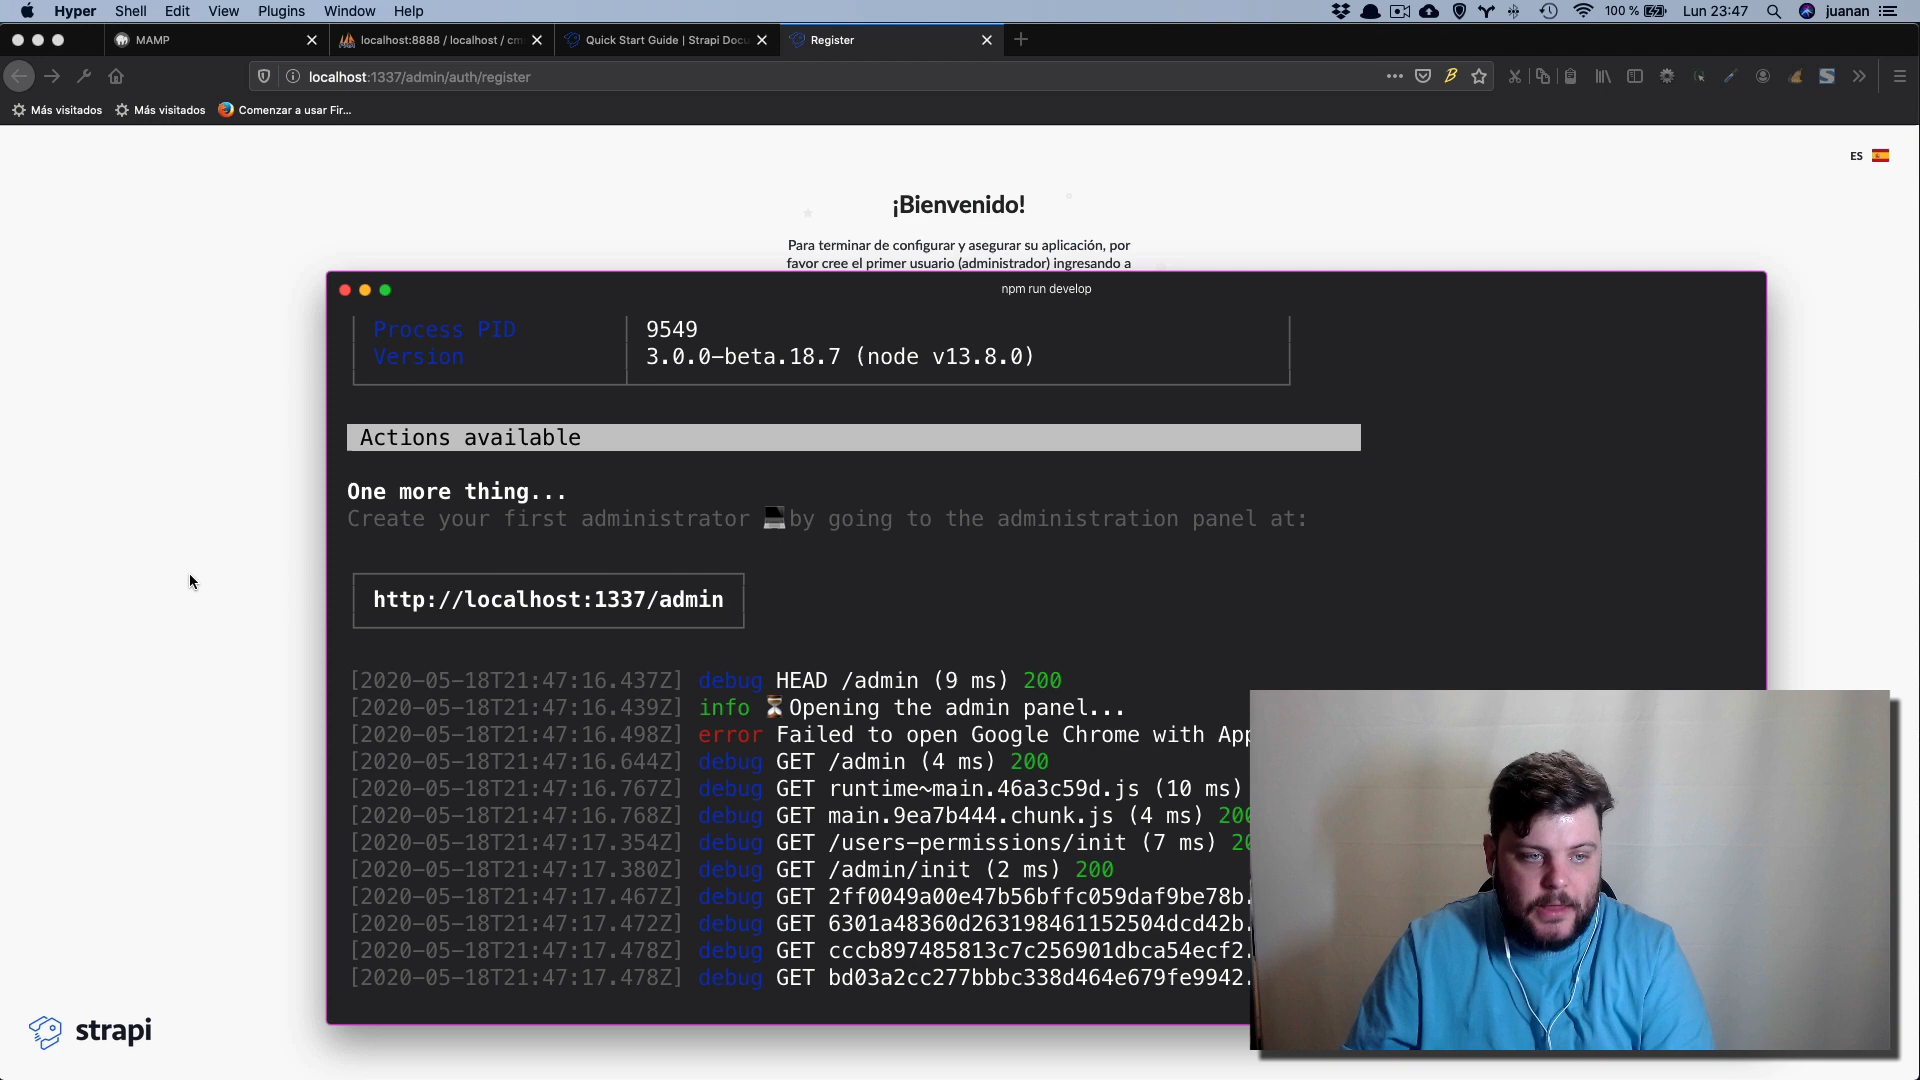 Hyper Shell Edit View Plugins Window Help 100 % Lun 23:47 juanan
MAMP localhost:8888 / localhost / cm Quick Start Guide | Strapi Docu Register
localhost:1337/admin/auth/register
Más visitados Más visitados Comenzar a usar Fir...
ES
¡Bienvenido!
Para terminar de configurar y asegurar su aplicación, por
favor cree el primer usuario (administrador) ingresando a
npm run develop
Process PID 9549
Version 3.0.0-beta.18.7 (node v13.8.0)
Actions available
One more thing...
Create your first administrator by going to the administration panel at:
http://localhost:1337/admin
[2020-05-18T21:47:16.437Z] debug HEAD /admin (9 ms) 200
[2020-05-18T21:47:16.439Z] info Opening the admin panel...
[2020-05-18T21:47:16.498Z] error Failed to open Google Chrome with App
[2020-05-18T21:47:16.644Z] debug GET /admin (4 ms) 200
[2020-05-18T21:47:16.767Z] debug GET runtime~main.46a3c59d.js (10 ms)
[2020-05-18T21:47:16.768Z] debug GET main.9ea7b444.chunk.js (4 ms) 200
[2020-05-18T21:47:17.354Z] debug GET /users-permissions/init (7 ms) 20
[2020-05-18T21:47:17.380Z] debug GET /admin/init (2 ms) 200
[2020-05-18T21:47:17.467Z] debug GET 2ff0049a00e47b56bffc059daf9be78b.
[2020-05-18T21:47:17.472Z] debug GET 6301a48360d263198461152504dcd42b.
[2020-05-18T21:47:17.478Z] debug GET cccb897485813c7c256901dbca54ecf2.
[2020-05-18T21:47:17.478Z] debug GET bd03a2cc277bbbc338d464e679fe9942.
strapi